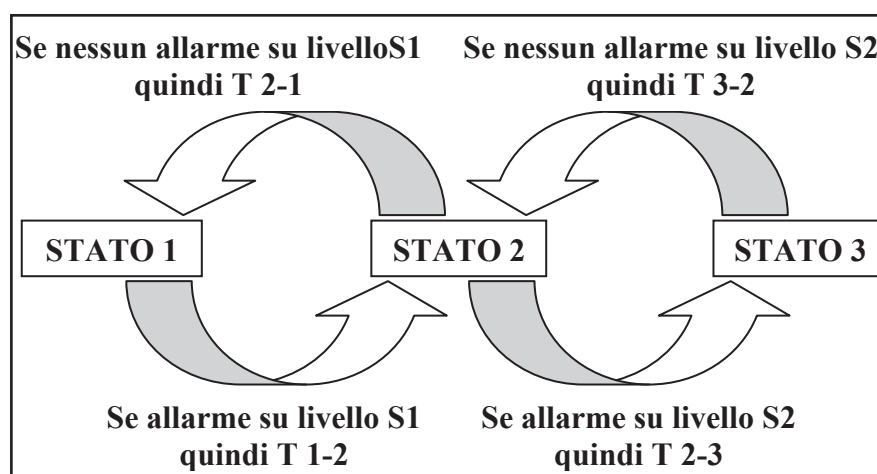 Se nessun allarme su livelloS1
quindi T 2-1
Se nessun allarme su livello S2
quindi T 3-2
STATO 1
STATO 2
STATO 3
Se allarme su livello S1
quindi T 1-2
Se allarme su livello S2
quindi T 2-3